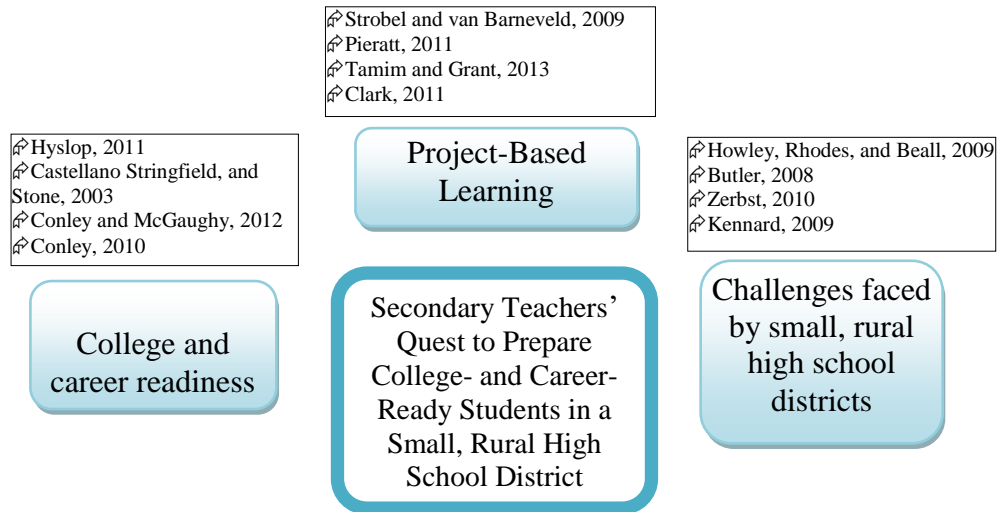 Strobel and van Barneveld, 2009
Pieratt, 2011
Tamim and Grant, 2013
Clark, 2011
Project-Based
Learning
Hyslop, 2011
Castellano Stringfield, and
Stone, 2003
Conley and McGaughy, 2012
Conley, 2010
College and
career readiness
Howley, Rhodes, and Beall, 2009
Butler, 2008
Zerbst, 2010
Kennard, 2009
Challenges faced
by small, rural
high school
districts
Secondary Teachers’
Quest to Prepare
College- and Career-
Ready Students in a
Small, Rural High
School District